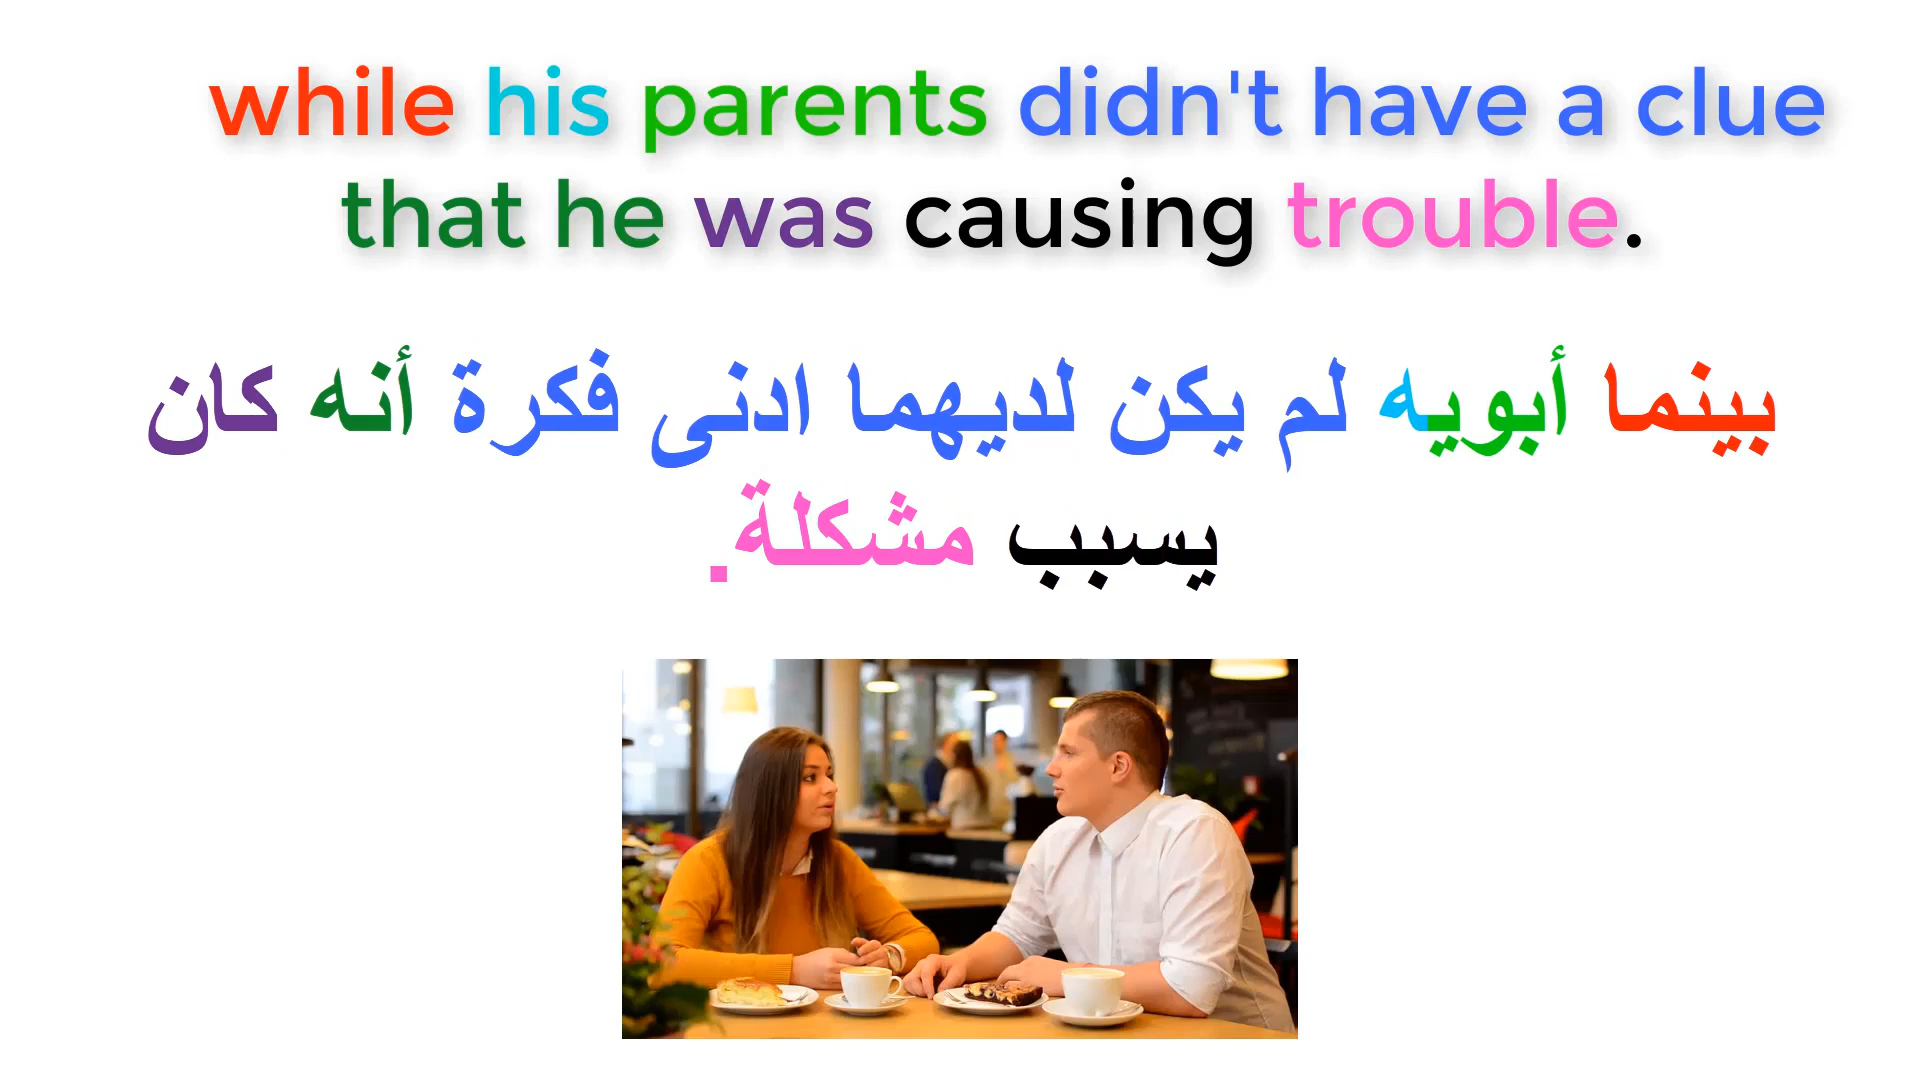 while his parents didn't have a clue
that he was causing trouble.
بينما أبويه لم يكن لديهما ادنى فكرة أنه كان
يسبب مشكلة.